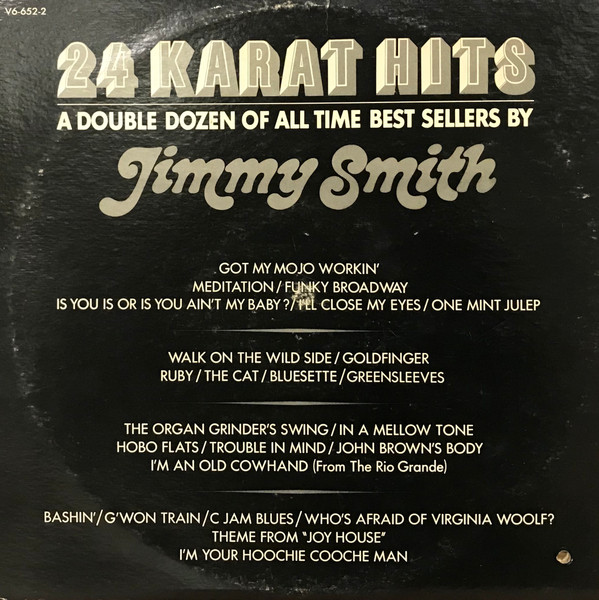 V6-652-2
24 KARAT HITS
A DOUBLE DOZEN OF ALL TIME BEST SELLERS BY
Jimmy Smith
GOT MY MOJO WORKIN'
MEDITATION/FUNKY BROADWAY
IS YOU IS OR IS YOU AIN'T MY BABY?/I'LL CLOSE MY EYES/ONE MINT JULEP
WALK ON THE WILD SIDE/GOLDFINGER
RUBY/THE CAT/BLUESETTE/GREENSLEEVES
THE ORGAN GRINDER'S SWING/IN A MELLOW TONE
HOBO FLATS/TROUBLE IN MIND/JOHN BROWN'S BODY
I'M AN OLD COWHAND (From The Rio Grande)
BASHIN'/G'WON TRAIN/C JAM BLUES/WHO'S AFRAID OF VIRGINIA WOOLF?
THEME FROM "JOY HOUSE"
I'M YOUR HOOCHIE COOCHE MAN